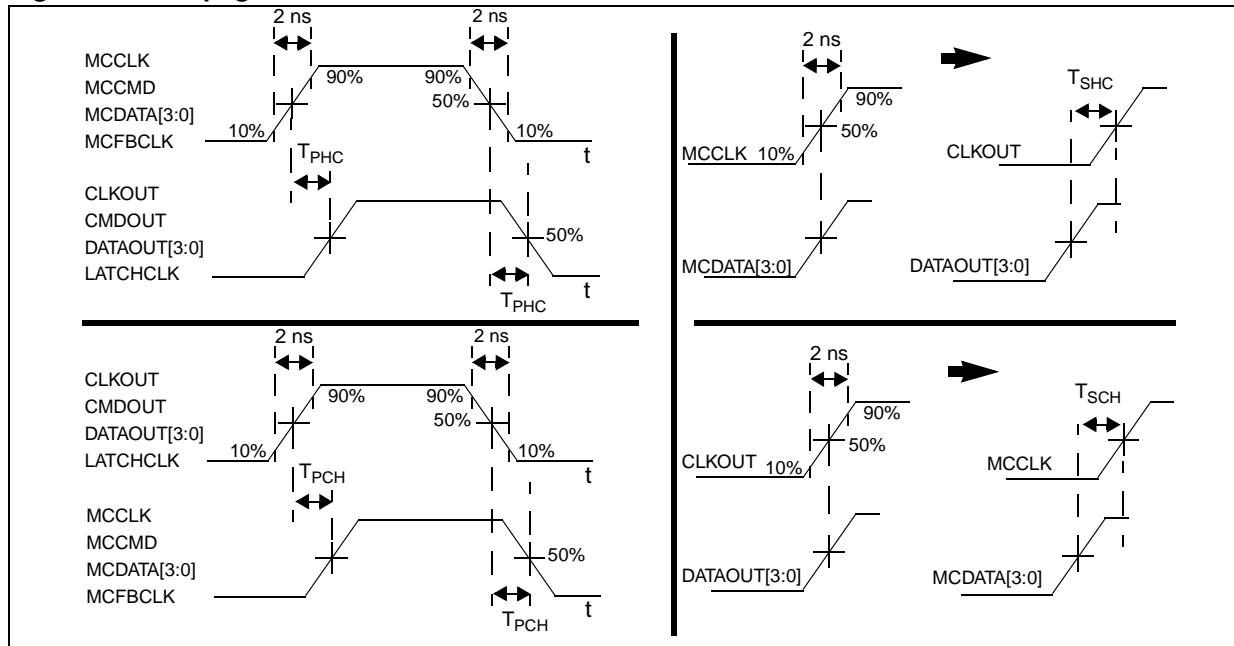 2 ns 2 ns
MCCLK
MCCMD
MCDATA[3:0]
MCFBCLK
10% 90% 90% 50% 10%
t
TPHC
CLKOUT
CMDOUT
DATAOUT[3:0]
LATCHCLK
50%
t
TPHC
2 ns
MCCLK 10% 90% 50%
MCDATA[3:0]
TSHC
CLKOUT
DATAOUT[3:0]
2 ns 2 ns
CLKOUT
CMDOUT
DATAOUT[3:0]
LATCHCLK
10% 90% 90% 50% 10%
t
TPCH
MCCLK
MCCMD
MCDATA[3:0]
MCFBCLK
50%
t
TPCH
2 ns
CLKOUT 10% 90% 50%
DATAOUT[3:0]
TSCH
MCCLK
MCDATA[3:0]